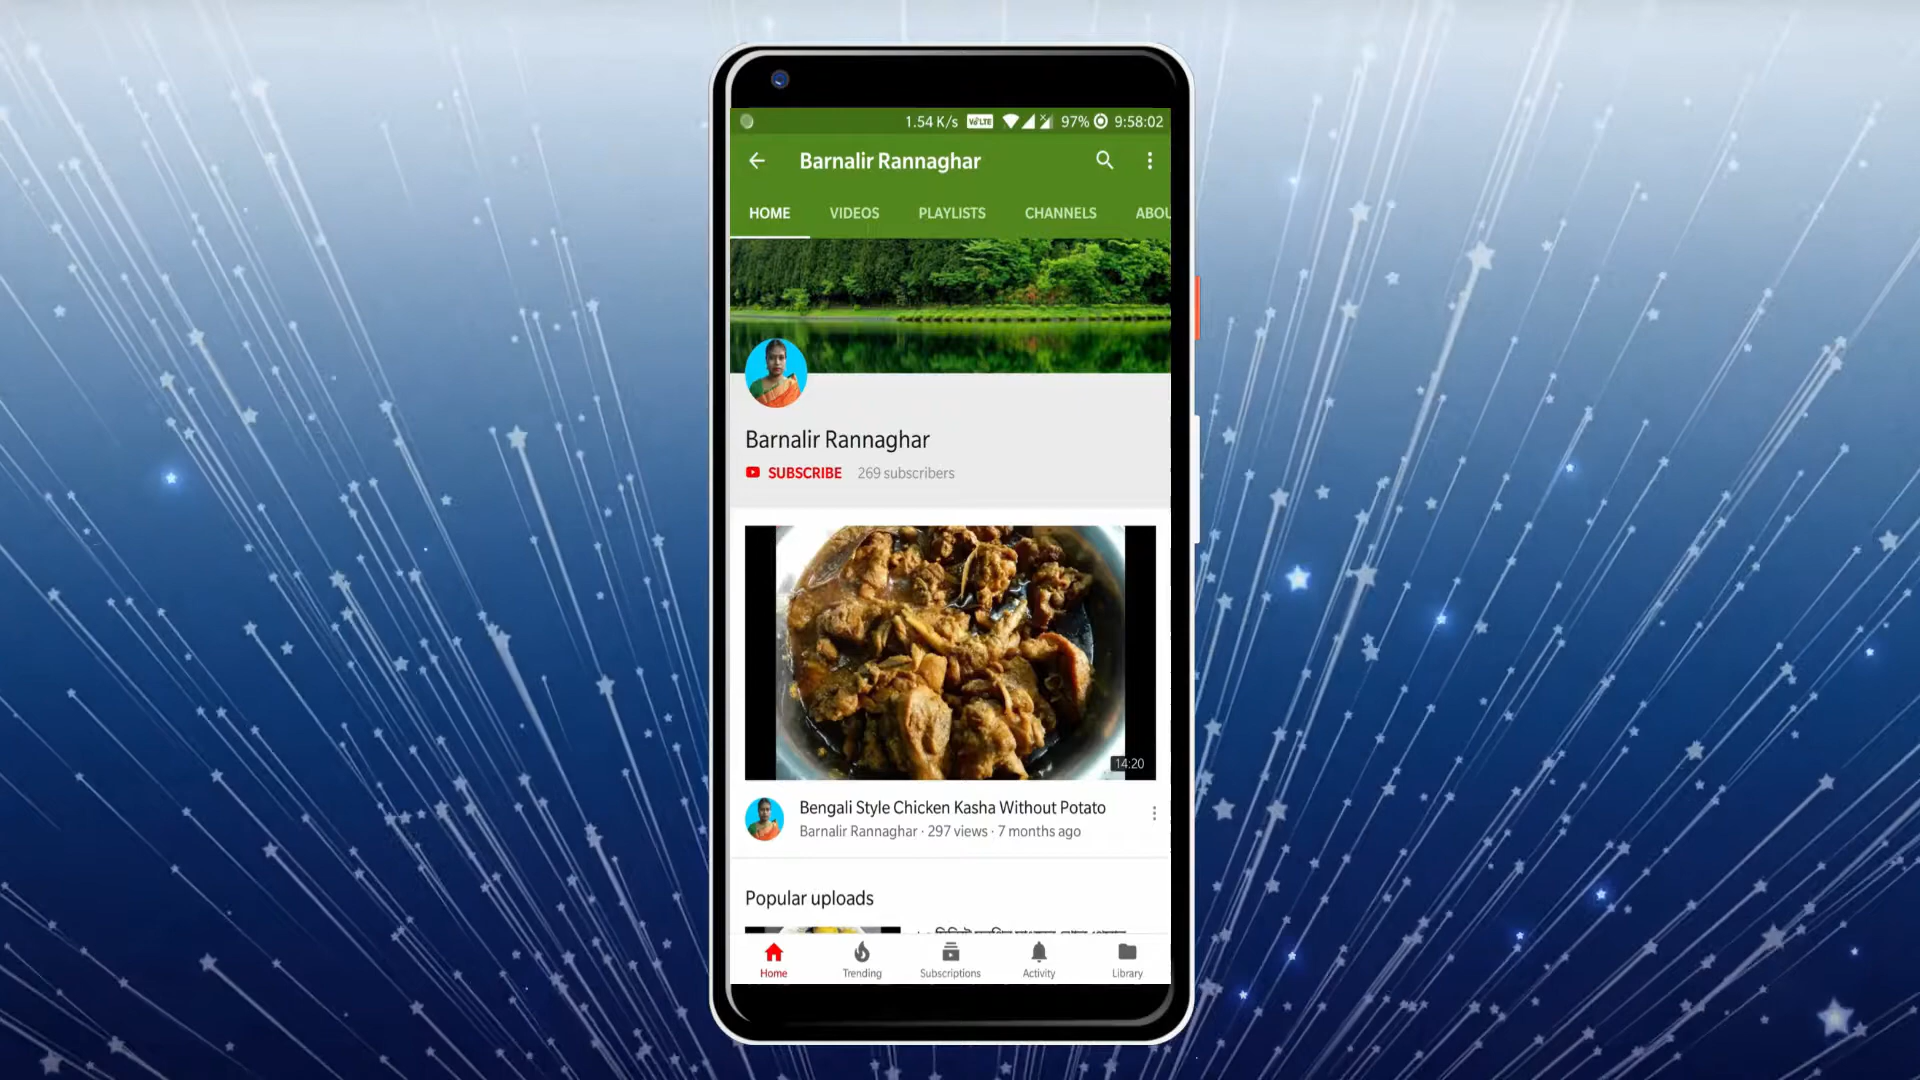 1.54 K/s VoLTE 97% 9:58:02
Barnalir Rannaghar
HOME VIDEOS PLAYLISTS CHANNELS ABOU
Barnalir Rannaghar
SUBSCRIBE 269 subscribers
14:20
Bengali Style Chicken Kasha Without Potato
Barnalir Rannaghar · 297 views · 7 months ago
Popular uploads
Home Trending Subscriptions Activity Library